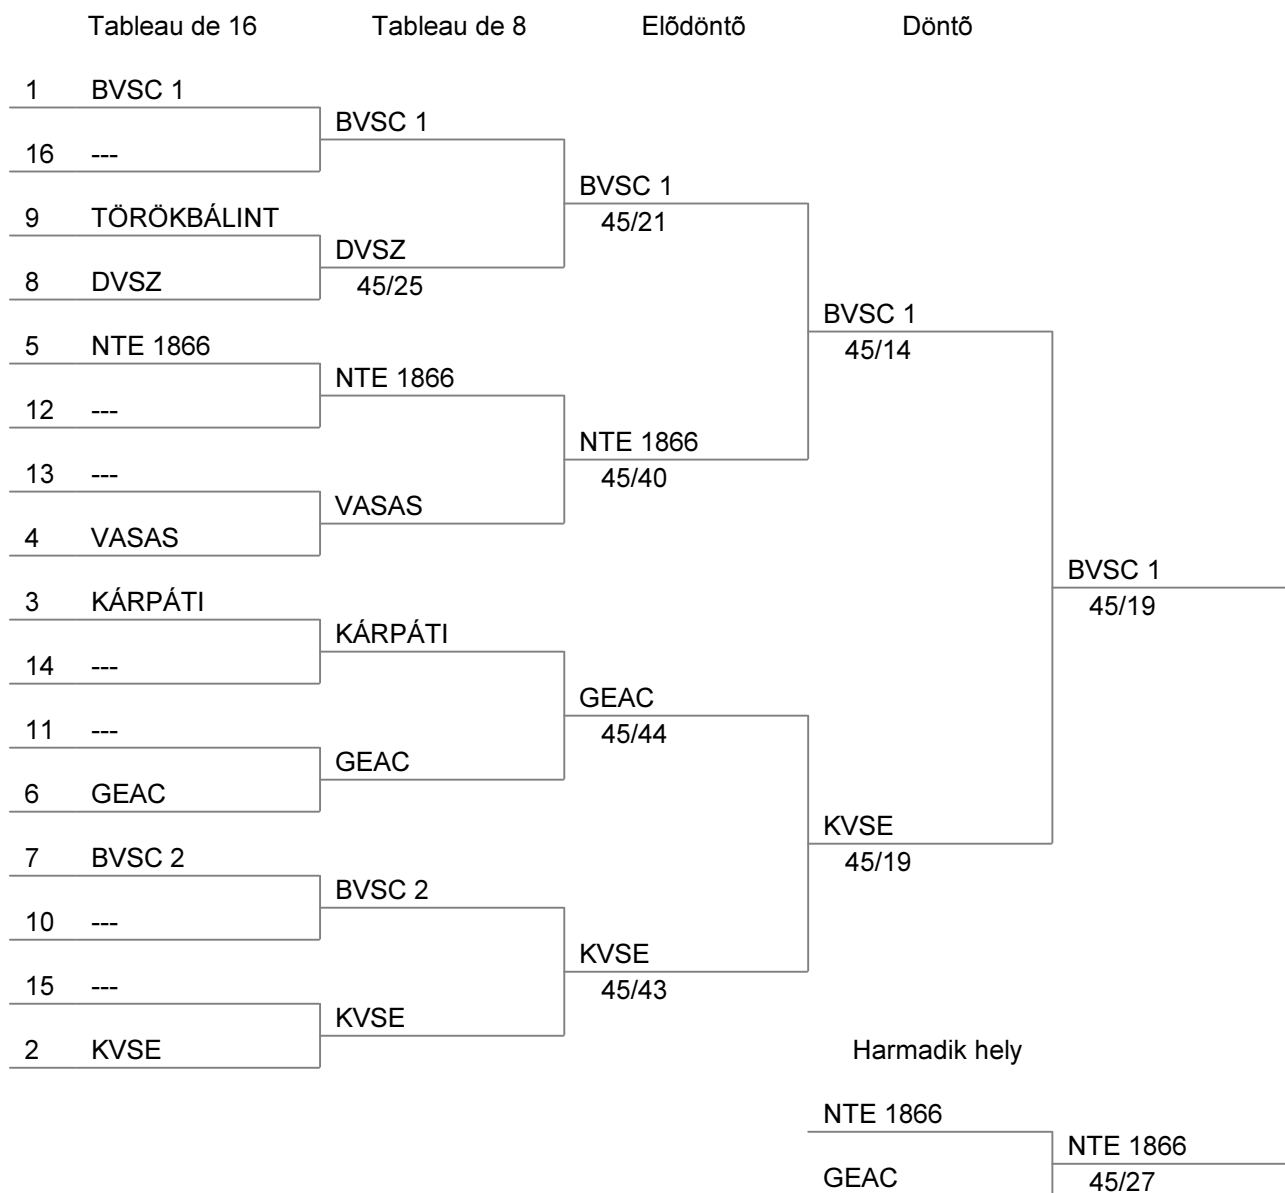 Tableau de 16 Tableau de 8 Elõdöntõ Döntõ
1 BVSC 1
BVSC 1
16 ---
BVSC 1
45/21
9 TÖRÖKBÁLINT
DVSZ
45/25
8 DVSZ
BVSC 1
45/14
5 NTE 1866
NTE 1866
12 ---
NTE 1866
45/40
13 ---
VASAS
4 VASAS
BVSC 1
45/19
3 KÁRPÁTI
KÁRPÁTI
14 ---
GEAC
45/44
11 ---
GEAC
6 GEAC
KVSE
45/19
7 BVSC 2
BVSC 2
10 ---
KVSE
45/43
15 ---
KVSE
2 KVSE
Harmadik hely
NTE 1866
NTE 1866
45/27
GEAC